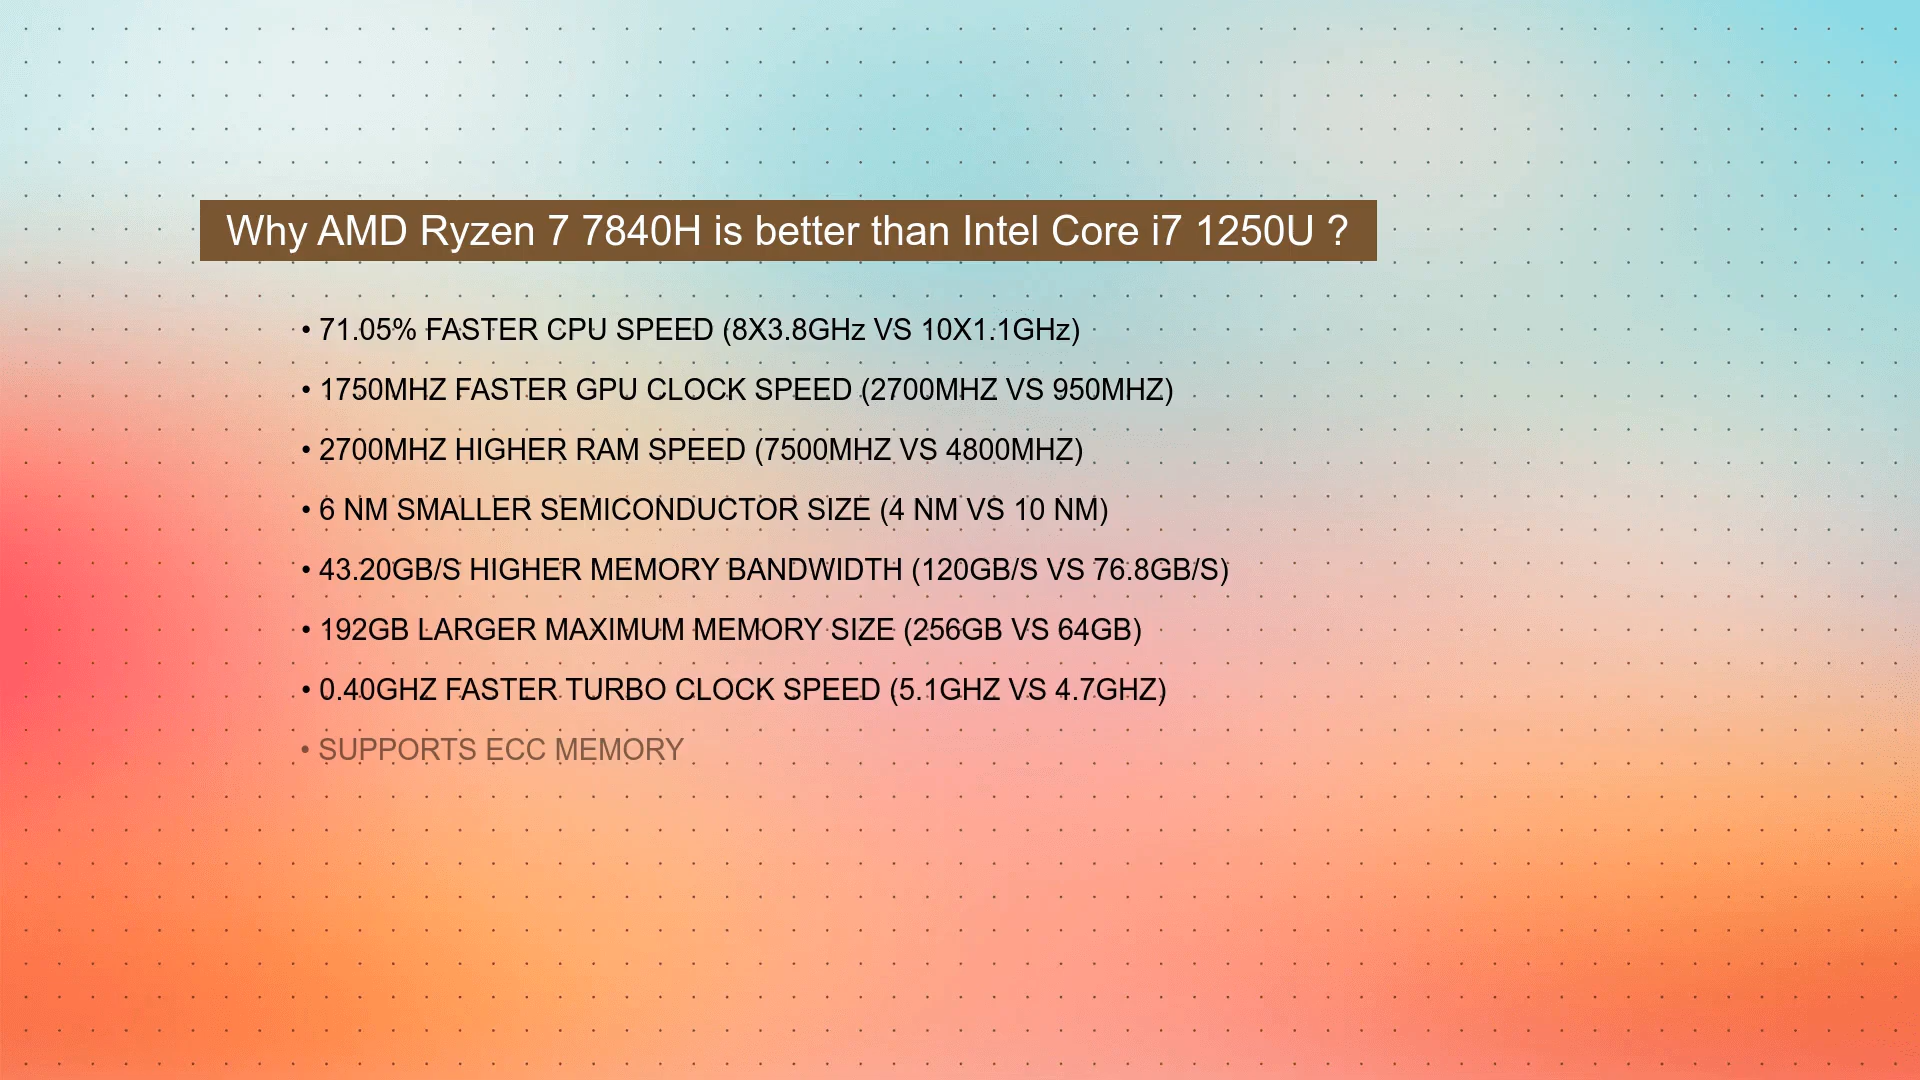 Why AMD Ryzen 7 7840H is better than Intel Core i7 1250U ?
• 71.05% FASTER CPU SPEED (8X3.8GHz VS 10X1.1GHz)
• 1750MHZ FASTER GPU CLOCK SPEED (2700MHZ VS 950MHZ)
• 2700MHZ HIGHER RAM SPEED (7500MHZ VS 4800MHZ)
• 6 NM SMALLER SEMICONDUCTOR SIZE (4 NM VS 10 NM)
• 43.20GB/S HIGHER MEMORY BANDWIDTH (120GB/S VS 76.8GB/S)
• 192GB LARGER MAXIMUM MEMORY SIZE (256GB VS 64GB)
• 0.40GHZ FASTER TURBO CLOCK SPEED (5.1GHZ VS 4.7GHZ)
• SUPPORTS ECC MEMORY